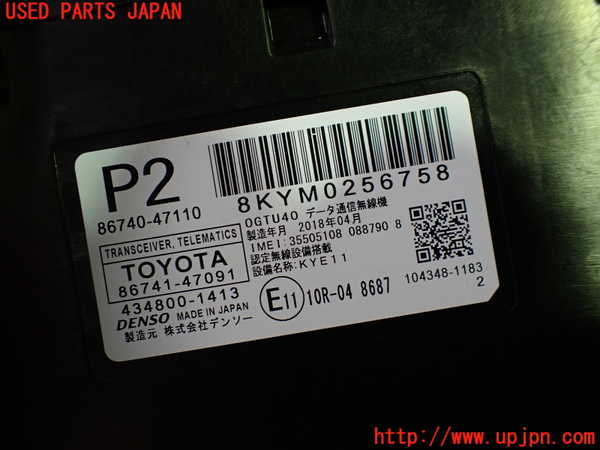 USED PARTS JAPAN
P2
8KYM0256758
86740-47110
0GTU40 データ通信無線機
製造年月 2018年04月
IMEI:35505108 088790 8
認定無線設備搭載
設備名称:KYE11
TRANSCEIVER, TELEMATICS
TOYOTA
86741-47091
434800-1413
DENSO MADE IN JAPAN
製造元 株式会社デンソー
E11 10R-04 8687
104348-1183
2
http://www.upjpn.com/